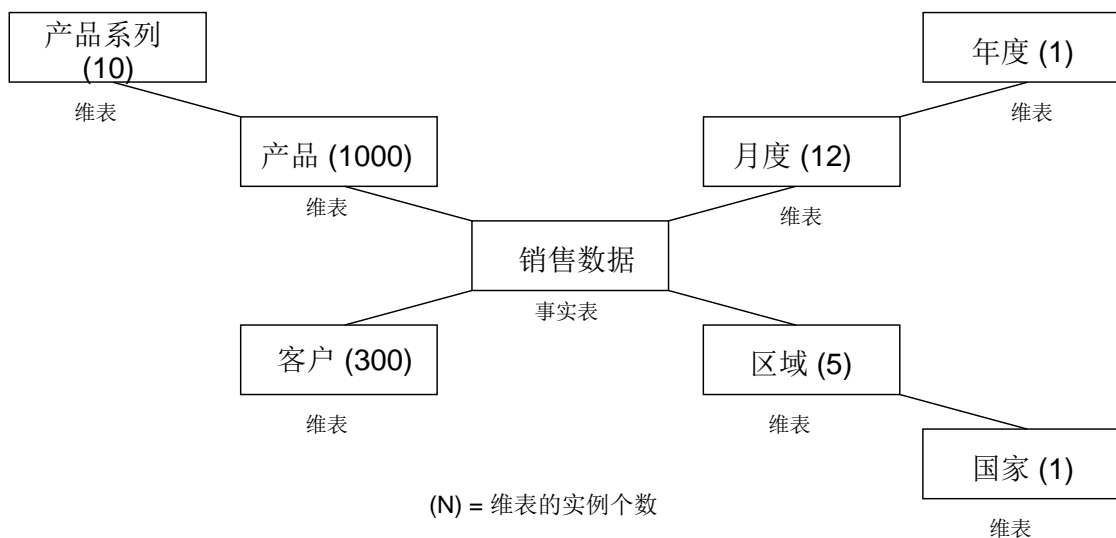 产品系列
(10)
年度 (1)
维表
维表
产品 (1000)
月度 (12)
维表
维表
销售数据
事实表
客户 (300)
区域 (5)
维表
维表
国家 (1)
(N) = 维表的实例个数
维表